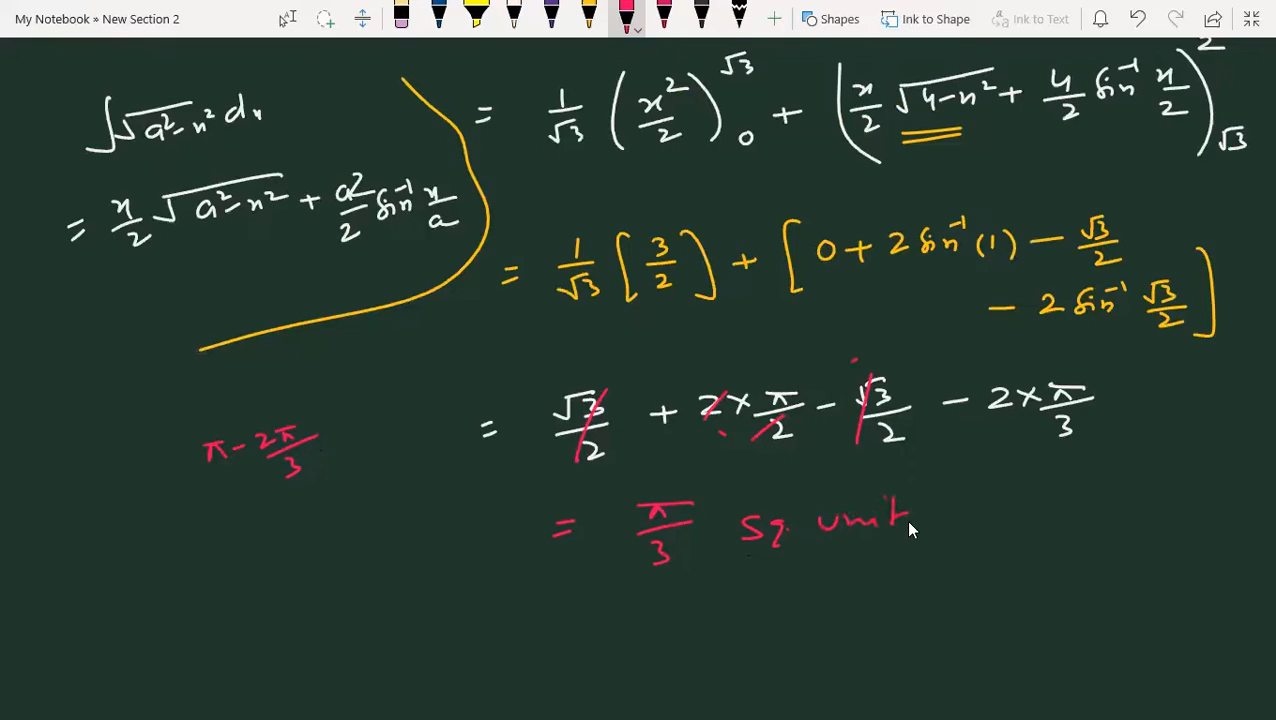 My Notebook » New Section 2
Shapes
Ink to Shape
Ink to Text
∫√(a²-x²) dx
= x/2 √(a²-x²) + a²/2 sin⁻¹ x/a
= 1/√3 (x²/2)₀^√3 + (x/2 √(4-x²) + 4/2 sin⁻¹ x/2)_√3^2
= 1/√3 [3/2] + [0 + 2 sin⁻¹(1) - √3/2
- 2 sin⁻¹ √3/2]
= √3/2 + 2×π/2 - √3/2 - 2×π/3
π - 2π/3
= π/3 sq. unit